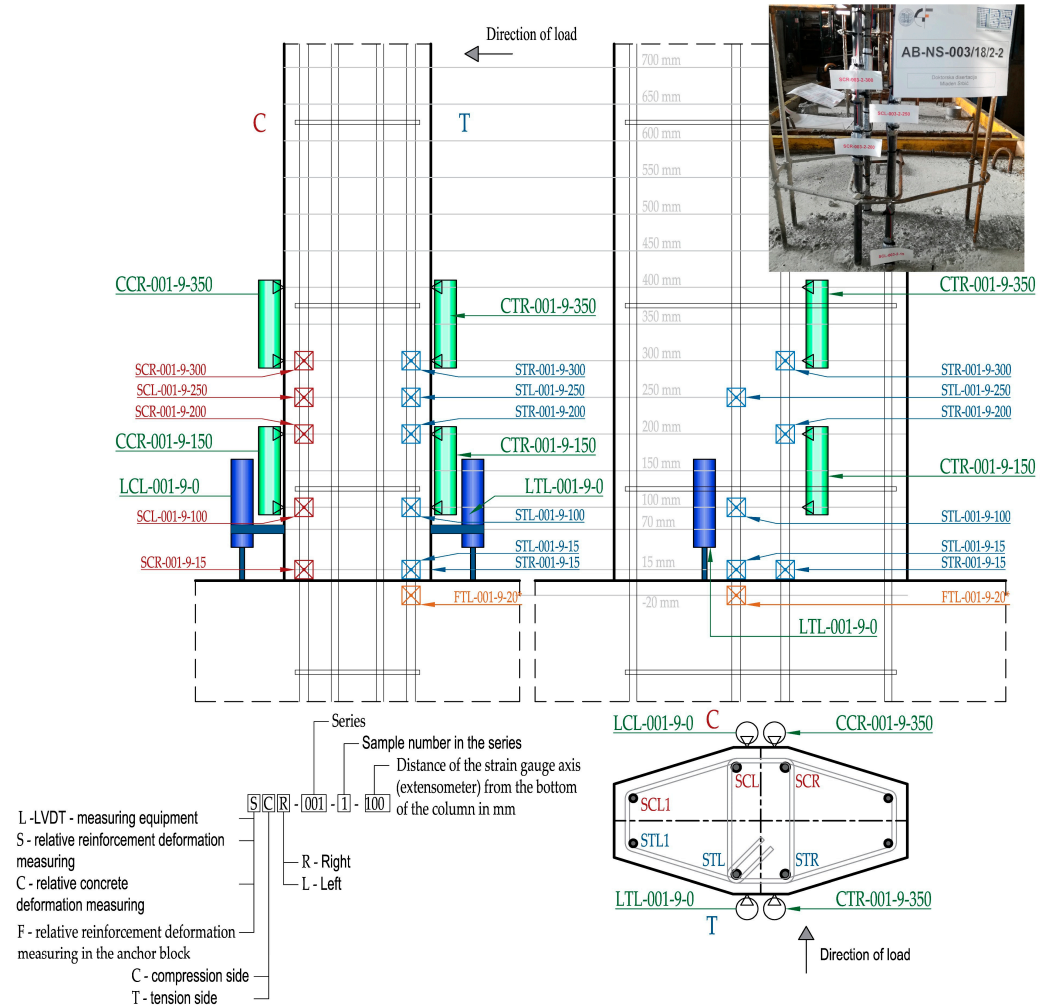 Direction of load
700 mm
650 mm
600 mm
550 mm
500 mm
450 mm
400 mm
350 mm
300 mm
250 mm
200 mm
150 mm
100 mm
70 mm
15 mm
-20 mm
C
T
CCR-001-9-350
CTR-001-9-350
SCR-001-9-300
SCL-001-9-250
SCR-001-9-200
CCR-001-9-150
LCL-001-9-0
SCL-001-9-100
SCR-001-9-15
STR-001-9-300
STL-001-9-250
STR-001-9-200
CTR-001-9-150
LTL-001-9-0
STL-001-9-100
STL-001-9-15
STR-001-9-15
FTL-001-9-20*
AB-NS-003/18/2-2
SCL-003-2-250
CTR-001-9-350
STR-001-9-300
STL-001-9-250
STR-001-9-200
CTR-001-9-150
STL-001-9-100
STL-001-9-15
STR-001-9-15
FTL-001-9-20*
LTL-001-9-0
Series
Sample number in the series
Distance of the strain gauge axis
(extensometer) from the bottom
of the column in mm
S C R - 001 - 1 - 100
L -LVDT - measuring equipment
S - relative reinforcement deformation
measuring
C - relative concrete
deformation measuring
F - relative reinforcement deformation
measuring in the anchor block
R - Right
L - Left
C - compression side
T - tension side
LCL-001-9-0
C
CCR-001-9-350
SCL
SCR
SCL1
STL1
STL
STR
LTL-001-9-0
T
CTR-001-9-350
Direction of load